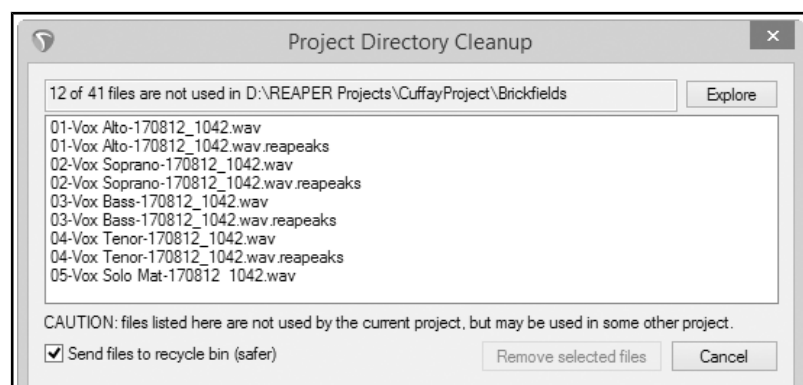 Project Directory Cleanup
12 of 41 files are not used in D:\REAPER Projects\CuffayProject\Brickfields
Explore
01-Vox Alto-170812_1042.wav
01-Vox Alto-170812_1042.wav.reapeaks
02-Vox Soprano-170812_1042.wav
02-Vox Soprano-170812_1042.wav.reapeaks
03-Vox Bass-170812_1042.wav
03-Vox Bass-170812_1042.wav.reapeaks
04-Vox Tenor-170812_1042.wav
04-Vox Tenor-170812_1042.wav.reapeaks
05-Vox Solo Mat-170812_1042.wav
CAUTION: files listed here are not used by the current project, but may be used in some other project.
Send files to recycle bin (safer)
Remove selected files
Cancel